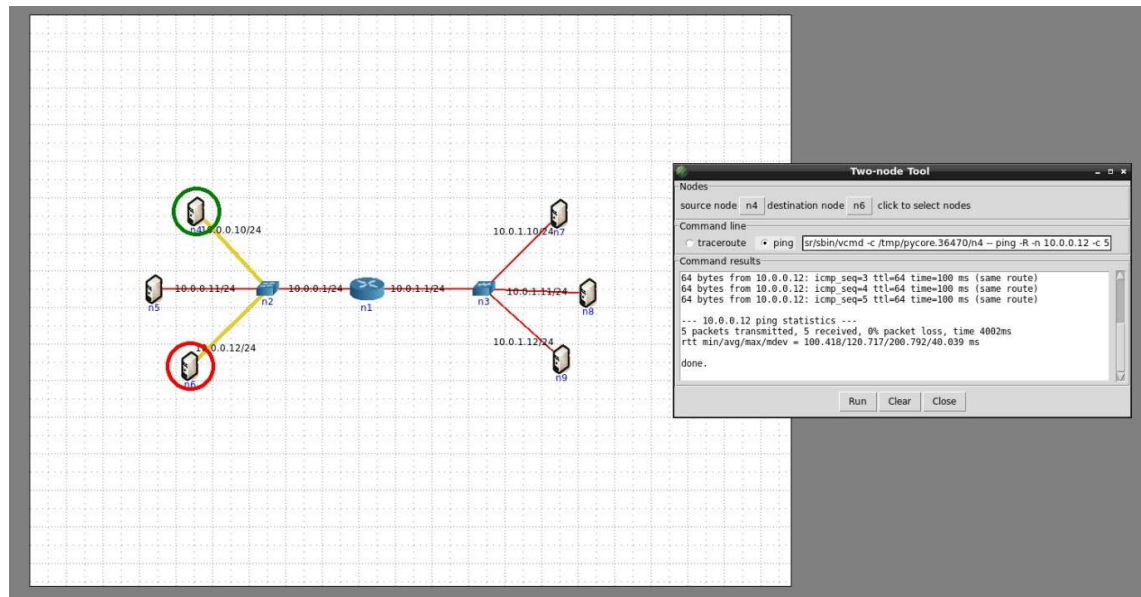 n4 10.0.0.10/24
10.0.1.10/24 n7
n5 10.0.0.11/24
n2 10.0.0.1/24
n1 10.0.1.1/24
n3 10.0.1.11/24
n8
n6 10.0.0.12/24
10.0.1.12/24
n9
Two-node Tool
Nodes
source node n4 destination node n6 click to select nodes
Command line
traceroute ping sr/sbin/vcmd -c /tmp/pycore.36470/n4 -- ping -R -n 10.0.0.12 -c 5
Command results
64 bytes from 10.0.0.12: icmp_seq=3 ttl=64 time=100 ms (same route)
64 bytes from 10.0.0.12: icmp_seq=4 ttl=64 time=100 ms (same route)
64 bytes from 10.0.0.12: icmp_seq=5 ttl=64 time=100 ms (same route)
--- 10.0.0.12 ping statistics ---
5 packets transmitted, 5 received, 0% packet loss, time 4002ms
rtt min/avg/max/mdev = 100.418/120.717/200.792/40.039 ms
done.
Run Clear Close